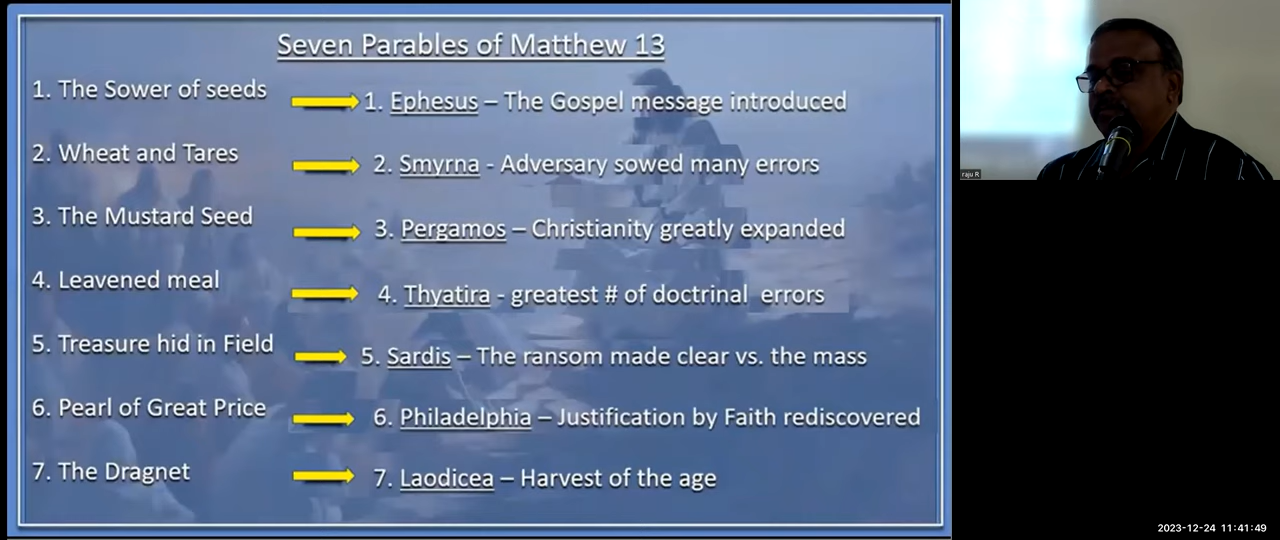 Seven Parables of Matthew 13
1. The Sower of seeds
1. Ephesus – The Gospel message introduced
2. Wheat and Tares
2. Smyrna - Adversary sowed many errors
3. The Mustard Seed
3. Pergamos – Christianity greatly expanded
4. Leavened meal
4. Thyatira - greatest # of doctrinal errors
5. Treasure hid in Field
5. Sardis – The ransom made clear vs. the mass
6. Pearl of Great Price
6. Philadelphia – Justification by Faith rediscovered
7. The Dragnet
7. Laodicea – Harvest of the age
raju R
2023-12-24 11:41:49